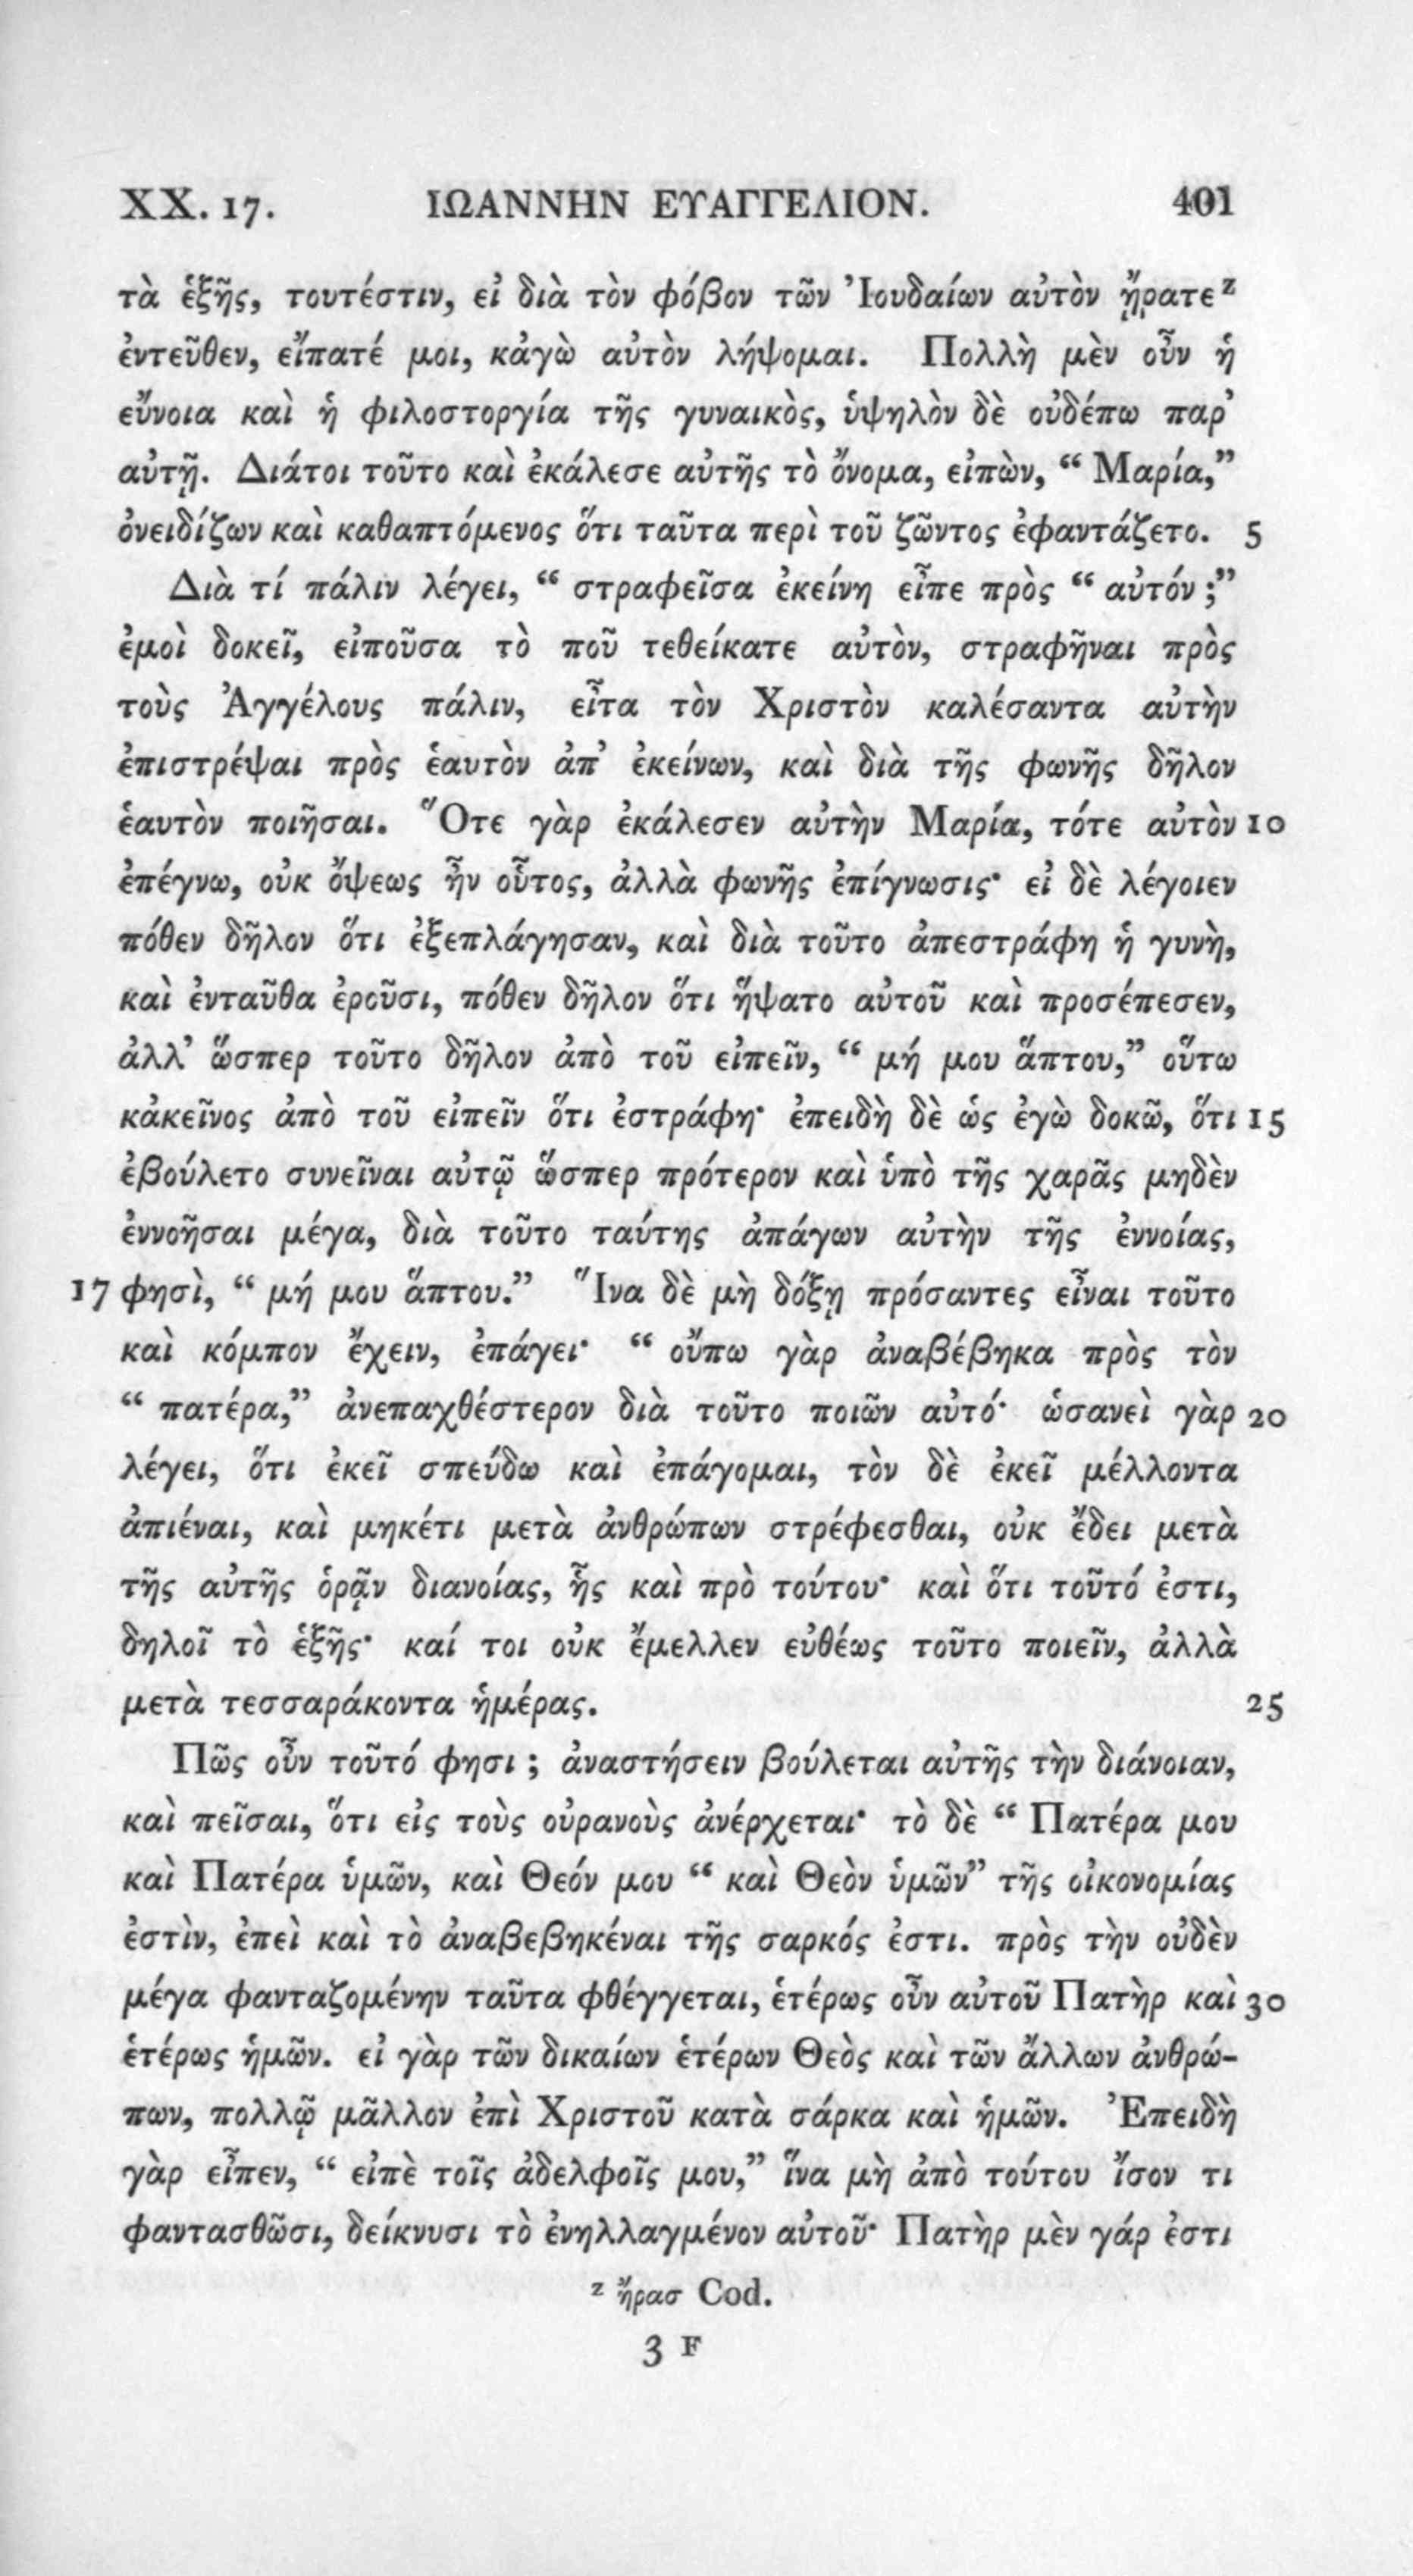 XX. 17. ΙΩΑΝΝΗΝ ΕΥΑΓΓΕΛΙΟΝ. 401
τὰ ἑξῆς, τουτέστιν, εἰ διὰ τὸν φόβον τῶν Ἰουδαίων αὐτὸν ᾔρατε z
ἐντεῦθεν, εἴπατέ μοι, κᾀγὼ αὐτὸν λήψομαι. Πολλὴ μὲν οὖν ἡ
εὔνοια καὶ ἡ φιλοστοργία τῆς γυναικὸς, ὑψηλὸν δὲ οὐδέπω παρ’
αὐτῇ. Διάτοι τοῦτο καὶ ἐκάλεσε αὐτῆς τὸ ὄνομα, εἰπὼν, “ Μαρία,”
ὀνειδίζων καὶ καθαπτόμενος ὅτι ταῦτα περὶ τοῦ ζῶντος ἐφαντάζετο. 5
Διὰ τί πάλιν λέγει, “ στραφεῖσα ἐκείνη εἶπε πρὸς “ αὐτόν ;”
ἐμοὶ δοκεῖ, εἰποῦσα τὸ ποῦ τεθείκατε αὐτὸν, στραφῆναι πρὸς
τοὺς Ἀγγέλους πάλιν, εἶτα τὸν Χριστὸν καλέσαντα αὐτὴν
ἐπιστρέψαι πρὸς ἑαυτὸν ἀπ’ ἐκείνων, καὶ διὰ τῆς φωνῆς δῆλον
ἑαυτὸν ποιῆσαι. Ὅτε γὰρ ἐκάλεσεν αὐτὴν Μαρία, τότε αὐτὸν 10
ἐπέγνω, οὐκ ὄψεως ἦν οὗτος, ἀλλὰ φωνῆς ἐπίγνωσις· εἰ δὲ λέγοιεν
πόθεν δῆλον ὅτι ἐξεπλάγησαν, καὶ διὰ τοῦτο ἀπεστράφη ἡ γυνὴ,
καὶ ἐνταῦθα ἐροῦσι, πόθεν δῆλον ὅτι ἥψατο αὐτοῦ καὶ προσέπεσεν,
ἀλλ’ ὥσπερ τοῦτο δῆλον ἀπὸ τοῦ εἰπεῖν, “ μή μου ἅπτου,” οὕτω
κἀκεῖνος ἀπὸ τοῦ εἰπεῖν ὅτι ἐστράφη· ἐπειδὴ δὲ ὡς ἐγὼ δοκῶ, ὅτι 15
ἐβούλετο συνεῖναι αὐτῷ ὥσπερ πρότερον καὶ ὑπὸ τῆς χαρᾶς μηδὲν
ἐννοῆσαι μέγα, διὰ τοῦτο ταύτης ἀπάγων αὐτὴν τῆς ἐννοίας,
17 φησὶ, “ μή μου ἅπτου.” Ἵνα δὲ μὴ δόξῃ πρόσαντες εἶναι τοῦτο
καὶ κόμπον ἔχειν, ἐπάγει· “ οὔπω γὰρ ἀναβέβηκα πρὸς τὸν
“ πατέρα,” ἀνεπαχθέστερον διὰ τοῦτο ποιῶν αὐτό· ὡσανεὶ γὰρ 20
λέγει, ὅτι ἐκεῖ σπεύδω καὶ ἐπάγομαι, τὸν δὲ ἐκεῖ μέλλοντα
ἀπιέναι, καὶ μηκέτι μετὰ ἀνθρώπων στρέφεσθαι, οὐκ ἔδει μετὰ
τῆς αὐτῆς ὁρᾷν διανοίας, ἧς καὶ πρὸ τούτου· καὶ ὅτι τοῦτό ἐστι,
δηλοῖ τὸ ἑξῆς· καί τοι οὐκ ἔμελλεν εὐθέως τοῦτο ποιεῖν, ἀλλὰ
μετὰ τεσσαράκοντα ἡμέρας. 25
Πῶς οὖν τοῦτό φησι ; ἀναστήσειν βούλεται αὐτῆς τὴν διάνοιαν,
καὶ πεῖσαι, ὅτι εἰς τοὺς οὐρανοὺς ἀνέρχεται· τὸ δὲ “ Πατέρα μου
καὶ Πατέρα ὑμῶν, καὶ Θεόν μου “ καὶ Θεὸν ὑμῶν” τῆς οἰκονομίας
ἐστὶν, ἐπεὶ καὶ τὸ ἀναβεβηκέναι τῆς σαρκός ἐστι. πρὸς τὴν οὐδὲν
μέγα φανταζομένην ταῦτα φθέγγεται, ἑτέρως οὖν αὐτοῦ Πατὴρ καὶ 30
ἑτέρως ἡμῶν. εἰ γὰρ τῶν δικαίων ἑτέρων Θεὸς καὶ τῶν ἄλλων ἀνθρώ-
πων, πολλῷ μᾶλλον ἐπὶ Χριστοῦ κατὰ σάρκα καὶ ἡμῶν. Ἐπειδὴ
γὰρ εἶπεν, “ εἰπὲ τοῖς ἀδελφοῖς μου,” ἵνα μὴ ἀπὸ τούτου ἴσον τι
φαντασθῶσι, δείκνυσι τὸ ἐνηλλαγμένον αὐτοῦ· Πατὴρ μὲν γάρ ἐστι
z ἤρασ Cod.
3 F